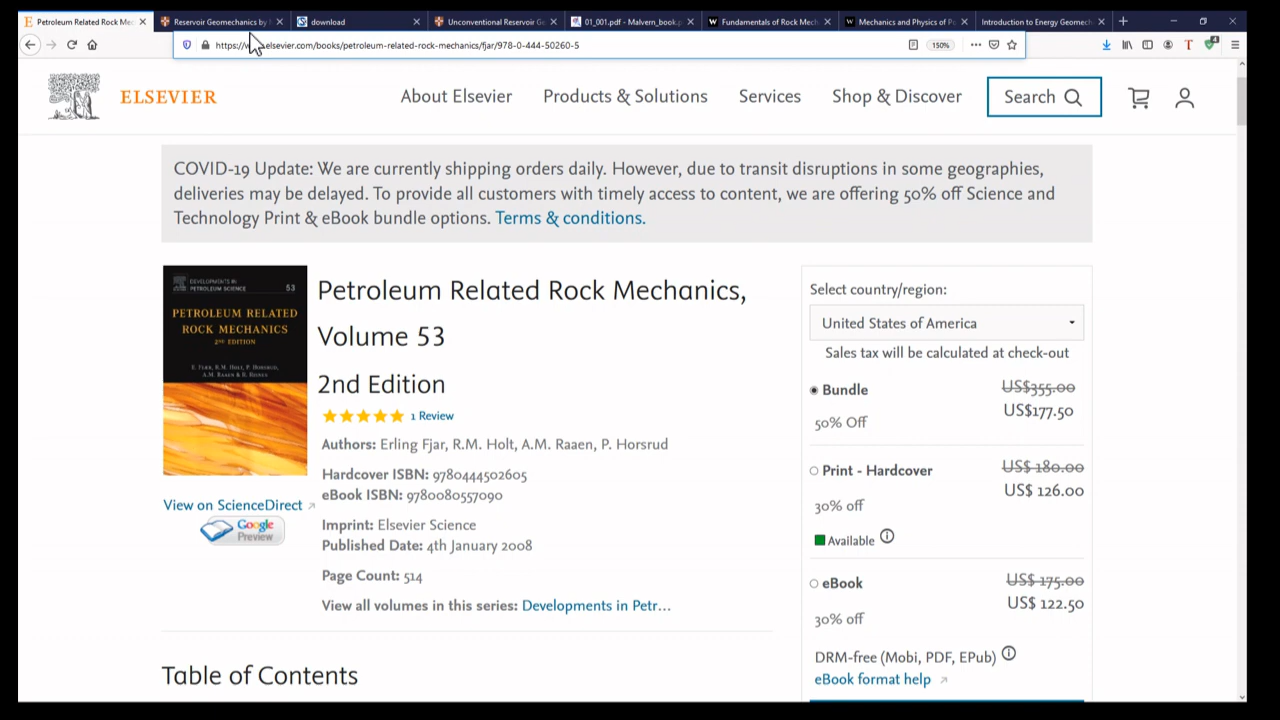 Petroleum Related Rock Mec
Reservoir Geomechanics by
download
Unconventional Reservoir Ge
01_001.pdf - Malvern_book.p
Fundamentals of Rock Mech
Mechanics and Physics of Po
Introduction to Energy Geomech
https://w elsevier.com/books/petroleum-related-rock-mechanics/fjar/978-0-444-50260-5
150%
ELSEVIER
About Elsevier
Products & Solutions
Services
Shop & Discover
Search
COVID-19 Update: We are currently shipping orders daily. However, due to transit disruptions in some geographies,
deliveries may be delayed. To provide all customers with timely access to content, we are offering 50% off Science and
Technology Print & eBook bundle options. Terms & conditions.
DEVELOPMENTS IN
PETROLEUM SCIENCE
53
PETROLEUM RELATED
ROCK MECHANICS
2ND EDITION
E. FJÆR, R.M. HOLT, P. HORSRUD,
A.M. RAAEN & R. RISNES
View on ScienceDirect
Google
Preview
Petroleum Related Rock Mechanics,
Volume 53
2nd Edition
1 Review
Authors: Erling Fjar, R.M. Holt, A.M. Raaen, P. Horsrud
Hardcover ISBN: 9780444502605
eBook ISBN: 9780080557090
Imprint: Elsevier Science
Published Date: 4th January 2008
Page Count: 514
View all volumes in this series: Developments in Petr...
Table of Contents
Select country/region:
United States of America
Sales tax will be calculated at check-out
Bundle
US$355.00
US$177.50
50% Off
Print - Hardcover
US$ 180.00
US$ 126.00
30% off
Available
eBook
US$ 175.00
US$ 122.50
30% off
DRM-free (Mobi, PDF, EPub)
eBook format help